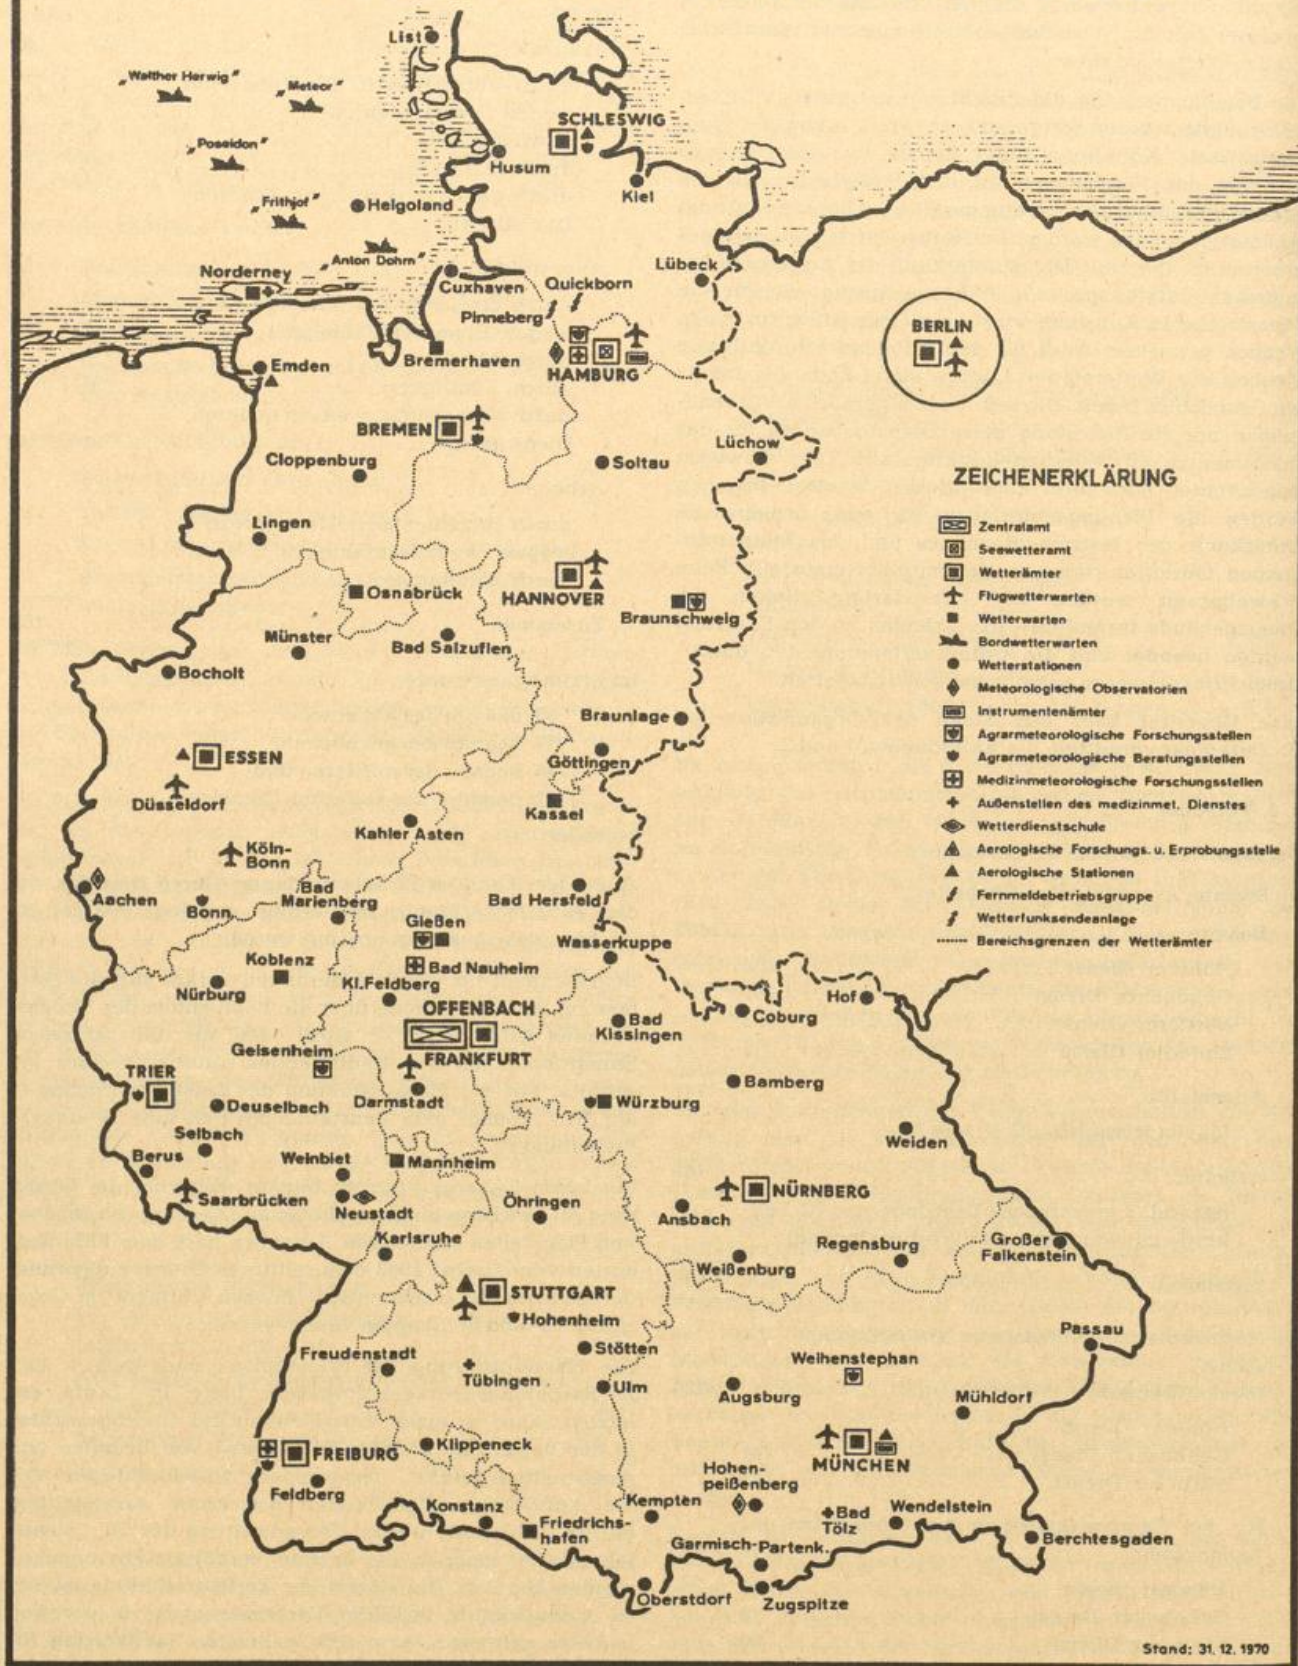 List
„Walther Herwig”
„Meteor”
SCHLESWIG
„Poseidon”
Husum
Kiel
„Frithjof”
Helgoland
„Anton Dohrn”
Lübeck
Norderney
Cuxhaven
Quickborn
Pinneberg
BERLIN
Emden
Bremerhaven
HAMBURG
BREMEN
Lüchow
Cloppenburg
Soltau
ZEICHENERKLÄRUNG
Lingen
Zentralamt
Seewetteramt
Wetterämter
Flugwetterwarten
Wetterwarten
Bordwetterwarten
Wetterstationen
Meteorologische Observatorien
Instrumentenämter
Agrarmeteorologische Forschungsstellen
Agrarmeteorologische Beratungsstellen
Medizinmeteorologische Forschungsstellen
Außenstellen des medizinmet. Dienstes
Wetterdienstschule
Aerologische Forschungs. u. Erprobungsstelle
Aerologische Stationen
Fernmeldebetriebsgruppe
Wetterfunksendeanlage
Bereichsgrenzen der Wetterämter
Osnabrück
HANNOVER
Braunschweig
Münster
Bad Salzuflen
Bocholt
Braunlage
ESSEN
Göttingen
Düsseldorf
Kassel
Kahler Asten
Köln-
Bonn
Aachen
Bonn
Bad
Marienberg
Bad Hersfeld
Gießen
Wasserkuppe
Koblenz
Bad Nauheim
Nürburg
Kl.Feldberg
Hof
Coburg
OFFENBACH
Bad
Kissingen
Geisenheim
FRANKFURT
TRIER
Bamberg
Deuselbach
Darmstadt
Würzburg
Selbach
Weiden
Berus
Weinbiet
Mannheim
Saarbrücken
Neustadt
Öhringen
NÜRNBERG
Ansbach
Karlsruhe
Regensburg
Großer
Falkenstein
Weißenburg
STUTTGART
Hohenheim
Passau
Freudenstadt
Stötten
Weihenstephan
Tübingen
Ulm
Augsburg
Mühldorf
FREIBURG
Klippeneck
MÜNCHEN
Feldberg
Hohen-
peißenberg
Konstanz
Kempten
Bad
Tölz
Wendelstein
Friedrichs-
hafen
Garmisch-Partenk.
Berchtesgaden
Oberstdorf
Zugspitze
Stand: 31. 12. 1970